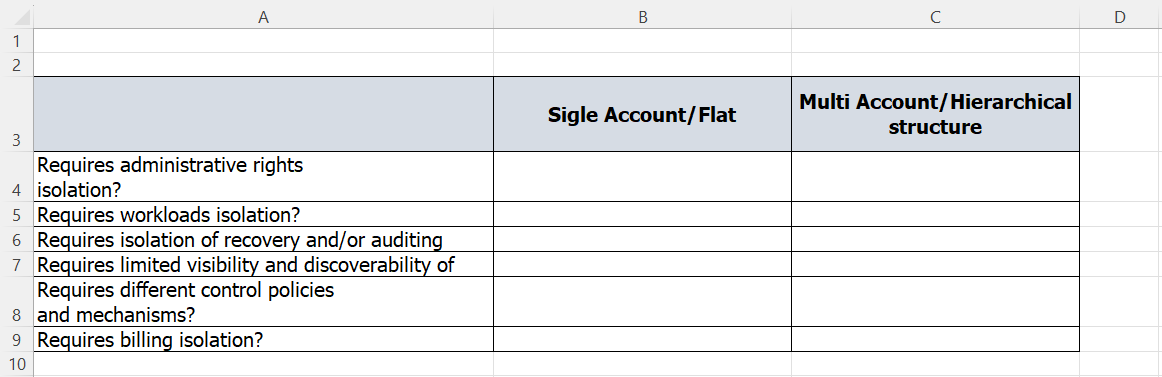 A B C D
1
2
3 Sigle Account/Flat Multi Account/Hierarchical
structure
Requires administrative rights
4 isolation?
5 Requires workloads isolation?
6 Requires isolation of recovery and/or auditing
7 Requires limited visibility and discoverability of
Requires different control policies
8 and mechanisms?
9 Requires billing isolation?
10